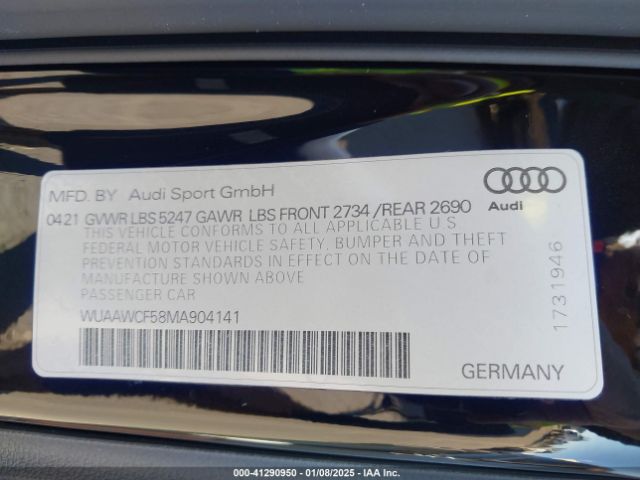 MFD. BY Audi Sport GmbH
0421 GVWR LBS 5247 GAWR LBS FRONT 2734 /REAR 2690
THIS VEHICLE CONFORMS TO ALL APPLICABLE U.S
FEDERAL MOTOR VEHICLE SAFETY, BUMPER AND THEFT
PREVENTION STANDARDS IN EFFECT ON THE DATE OF
MANUFACTURE SHOWN ABOVE
PASSENGER CAR
WUAAWCF58MA904141
Audi
1731946
GERMANY
000-41290950 - 01/08/2025 - IAA Inc.